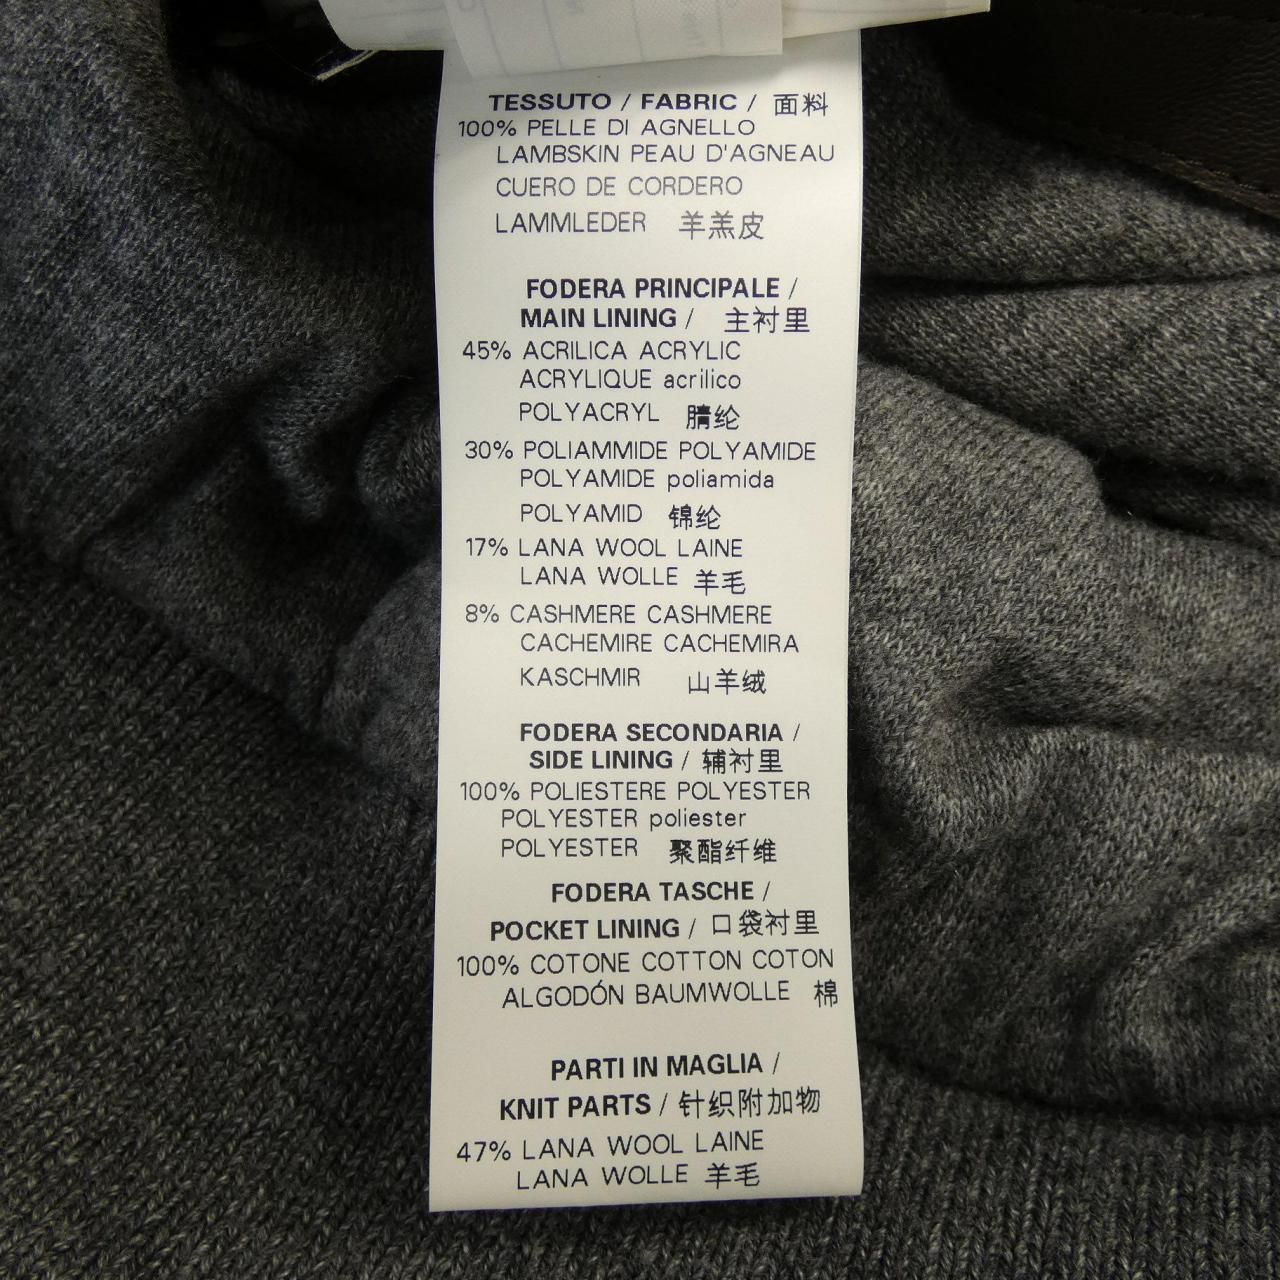 TESSUTO / FABRIC / 面料
100% PELLE DI AGNELLO
LAMBSKIN PEAU D'AGNEAU
CUERO DE CORDERO
LAMMLEDER 羊羔皮
FODERA PRINCIPALE /
MAIN LINING / 主衬里
45% ACRILICA ACRYLIC
ACRYLIQUE acrilico
POLYACRYL 腈纶
30% POLIAMMIDE POLYAMIDE
POLYAMIDE poliamida
POLYAMID 锦纶
17% LANA WOOL LAINE
LANA WOLLE 羊毛
8% CASHMERE CASHMERE
CACHEMIRE CACHEMIRA
KASCHMIR 山羊绒
FODERA SECONDARIA /
SIDE LINING / 辅衬里
100% POLIESTERE POLYESTER
POLYESTER poliester
POLYESTER 聚酯纤维
FODERA TASCHE /
POCKET LINING / 口袋衬里
100% COTONE COTTON COTON
ALGODÓN BAUMWOLLE 棉
PARTI IN MAGLIA /
KNIT PARTS / 针织附加物
47% LANA WOOL LAINE
LANA WOLLE 羊毛